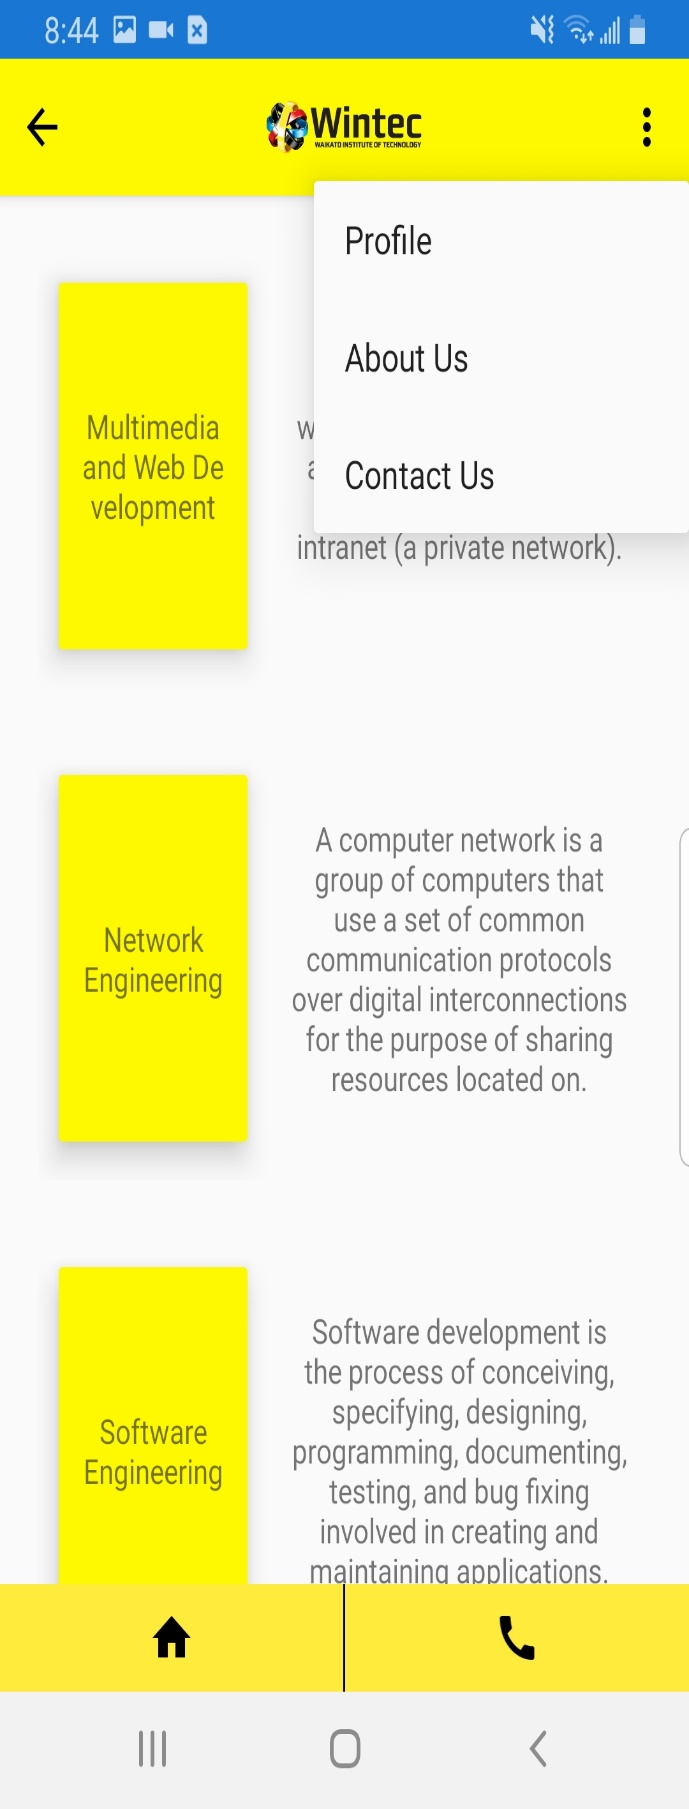 8:44
Wintec
WAIKATO INSTITUTE OF TECHNOLOGY
Profile
About Us
Contact Us
Multimedia
and Web De
velopment
intranet (a private network).
Network
Engineering
A computer network is a
group of computers that
use a set of common
communication protocols
over digital interconnections
for the purpose of sharing
resources located on.
Software
Engineering
Software development is
the process of conceiving,
specifying, designing,
programming, documenting,
testing, and bug fixing
involved in creating and
maintaining applications.